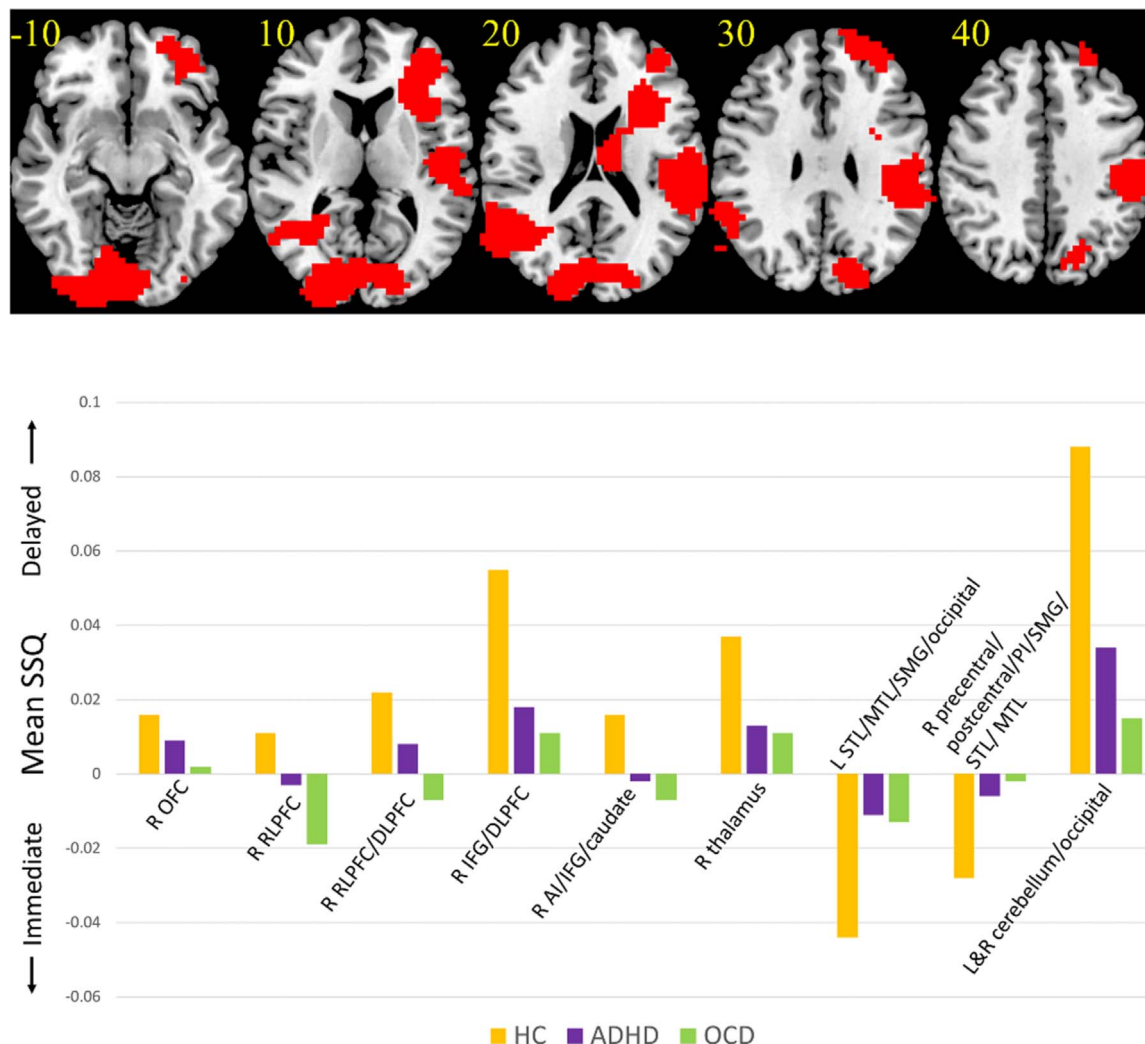 -10 10 20 30 40
0.1
0.08
0.06
0.04
0.02
0
-0.02
-0.04
-0.06
Delayed
Mean SSQ
Immediate
R OFC
R RLPFC
R RLPFC/DLPFC
R IFG/DLPFC
R AI/IFG/caudate
R thalamus
L STL/MTL/SMG/occipital
R precentral/
postcentral/PI/SMG/
STL/ MTL
L&R cerebellum/occipital
HC ADHD OCD